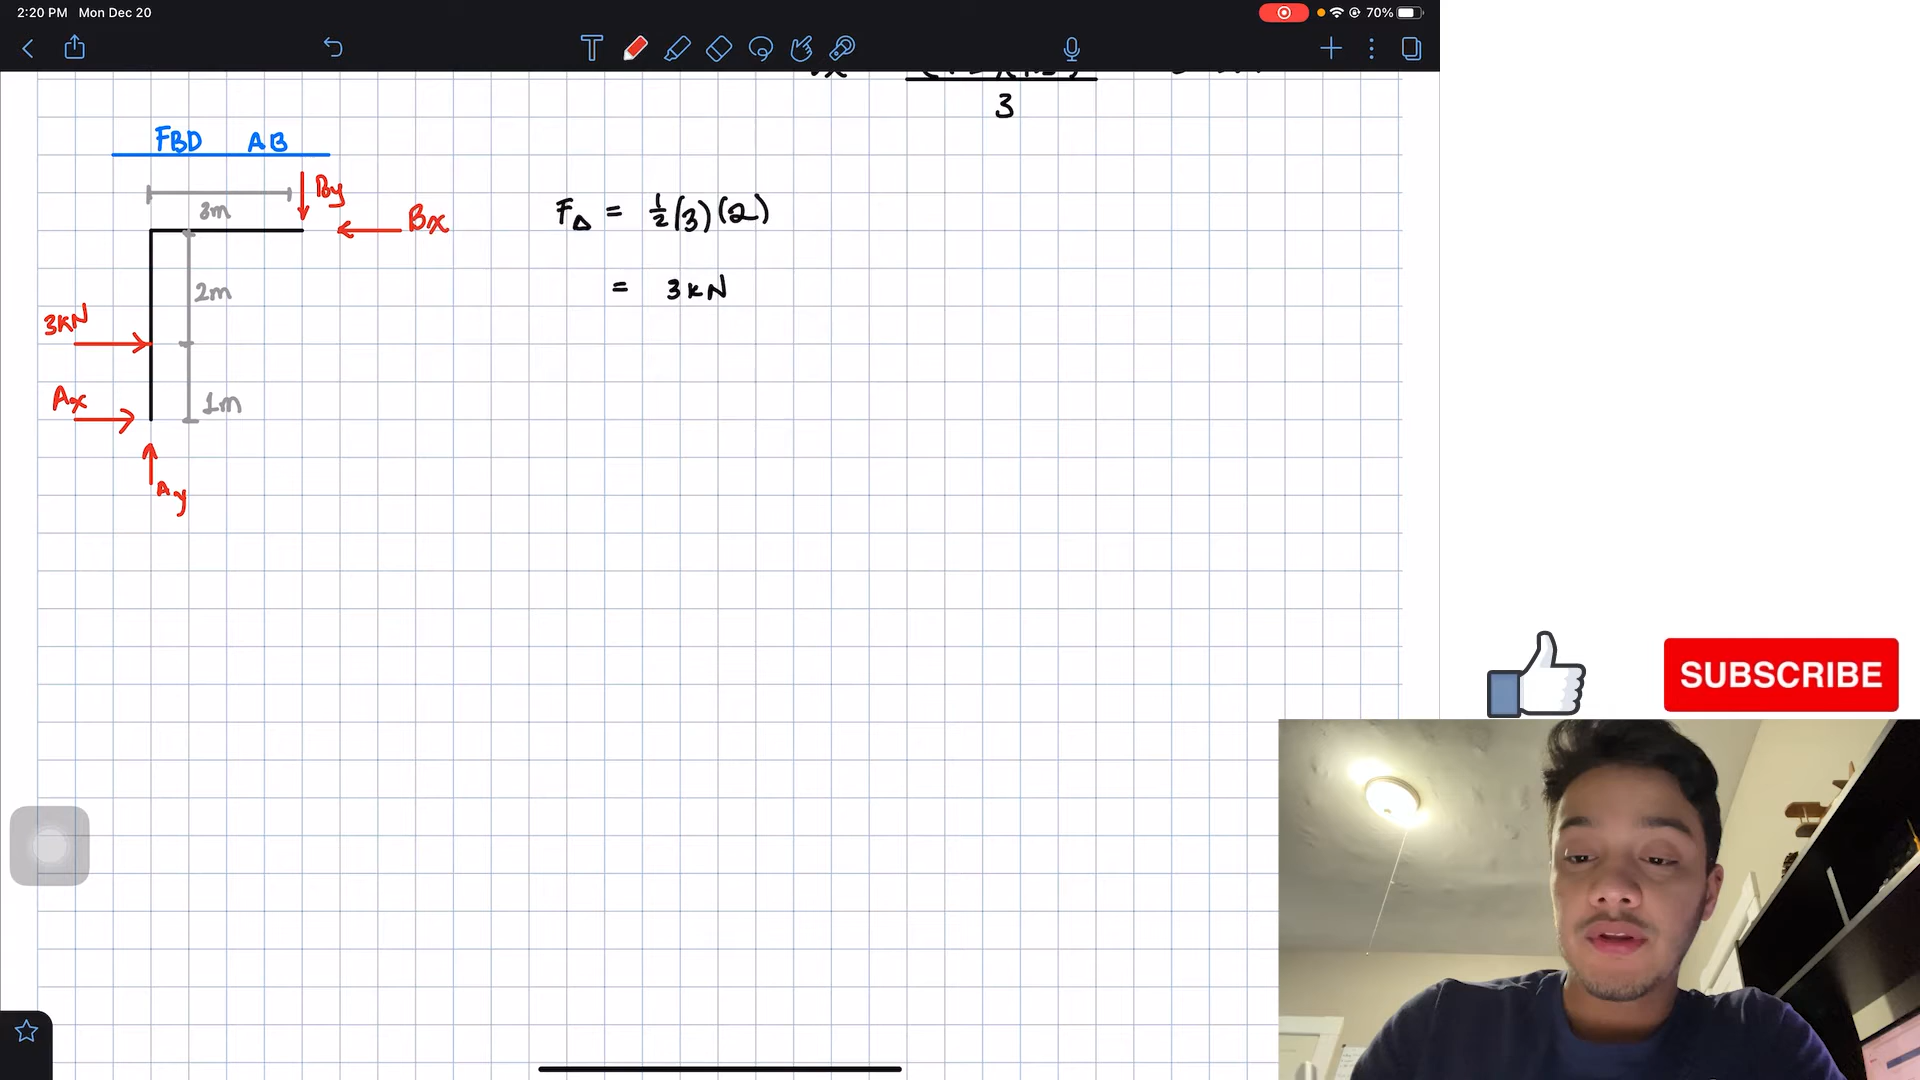 2:20 PM Mon Dec 20
70%
3
FBD AB
3m
By
Bx
2m
3kN
Ax
1m
Ay
F△ = 1/2 (3)(2)
= 3kN
SUBSCRIBE